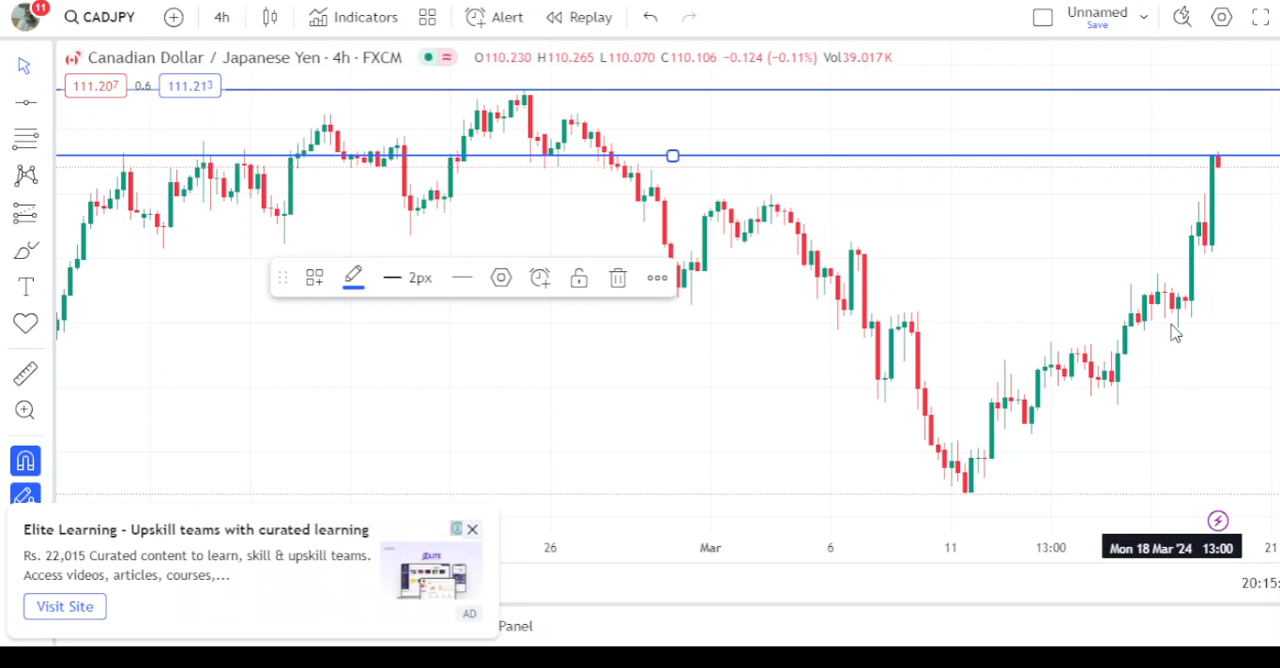 11
CADJPY
4h
Indicators
Alert
Replay
Unnamed
Save
Canadian Dollar / Japanese Yen · 4h · FXCM
O110.230 H110.265 L110.070 C110.106 −0.124 (−0.11%) Vol39.017K
111.207
0.6
111.213
2px
T
26
Mar
6
11
13:00
Mon 18 Mar '24 13:00
21
20:15:
Elite Learning - Upskill teams with curated learning
Rs. 22,015 Curated content to learn, skill & upskill teams.
Access videos, articles, courses,...
Visit Site
AD
Panel